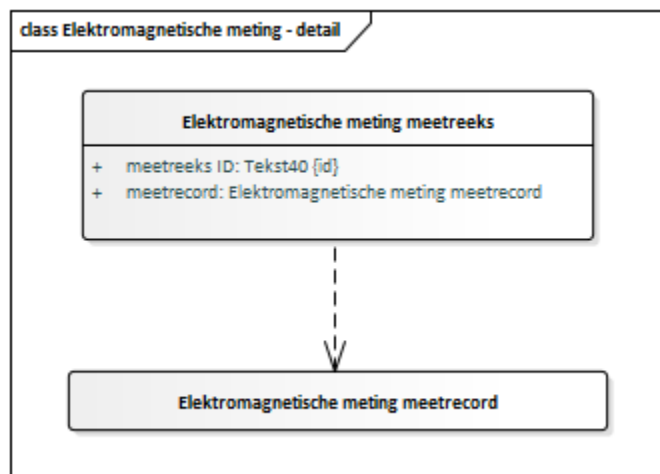 class Elektromagnetische meting - detail
Elektromagnetische meting meetreeks
+ meetreeks ID: Tekst40 {id}
+ meetrecord: Elektromagnetische meting meetrecord
Elektromagnetische meting meetrecord